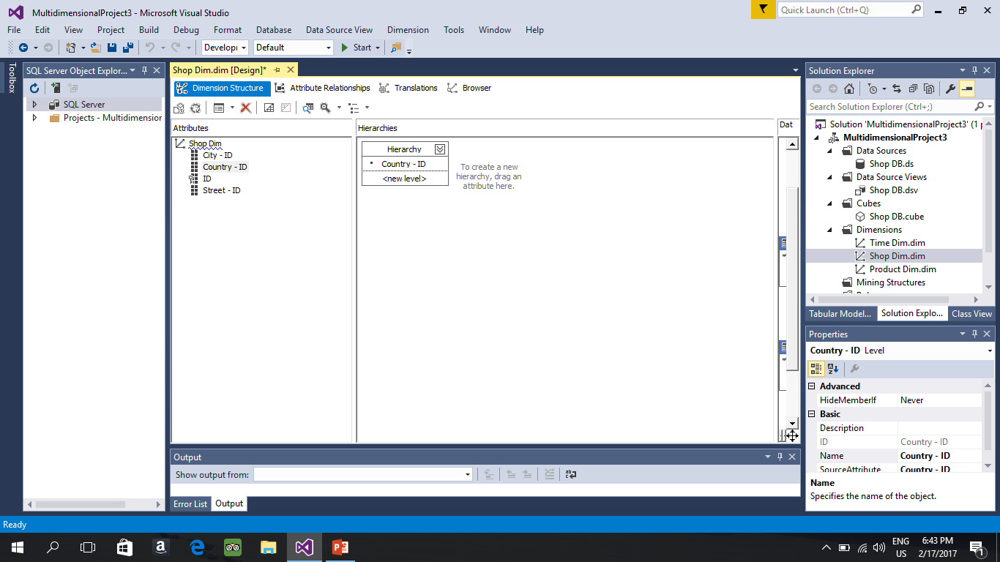 MultidimensionalProject3 - Microsoft Visual Studio
Quick Launch (Ctrl+Q)
File Edit View Project Build Debug Format Database Data Source View Dimension Tools Window Help
Develop Default Start
Toolbox
SQL Server Object Explor...
SQL Server
Projects - Multidimension
Shop Dim.dim [Design]*
Dimension Structure Attribute Relationships Translations Browser
Attributes
Shop Dim
City - ID
Country - ID
ID
Street - ID
Hierarchies
Hierarchy
Country - ID
<new level>
To create a new
hierarchy, drag an
attribute here.
Dat
Output
Show output from:
Error List Output
Solution Explorer
Search Solution Explorer (Ctrl+;)
Solution 'MultidimensionalProject3' (1
MultidimensionalProject3
Data Sources
Shop DB.ds
Data Source Views
Shop DB.dsv
Cubes
Shop DB.cube
Dimensions
Time Dim.dim
Shop Dim.dim
Product Dim.dim
Mining Structures
Tabular Model... Solution Explo... Class View
Properties
Country - ID Level
Advanced
HideMemberIf Never
Basic
Description
ID Country - ID
Name Country - ID
SourceAttribute Country - ID
Name
Specifies the name of the object.
Ready
ENG
US
6:43 PM
2/17/2017
1